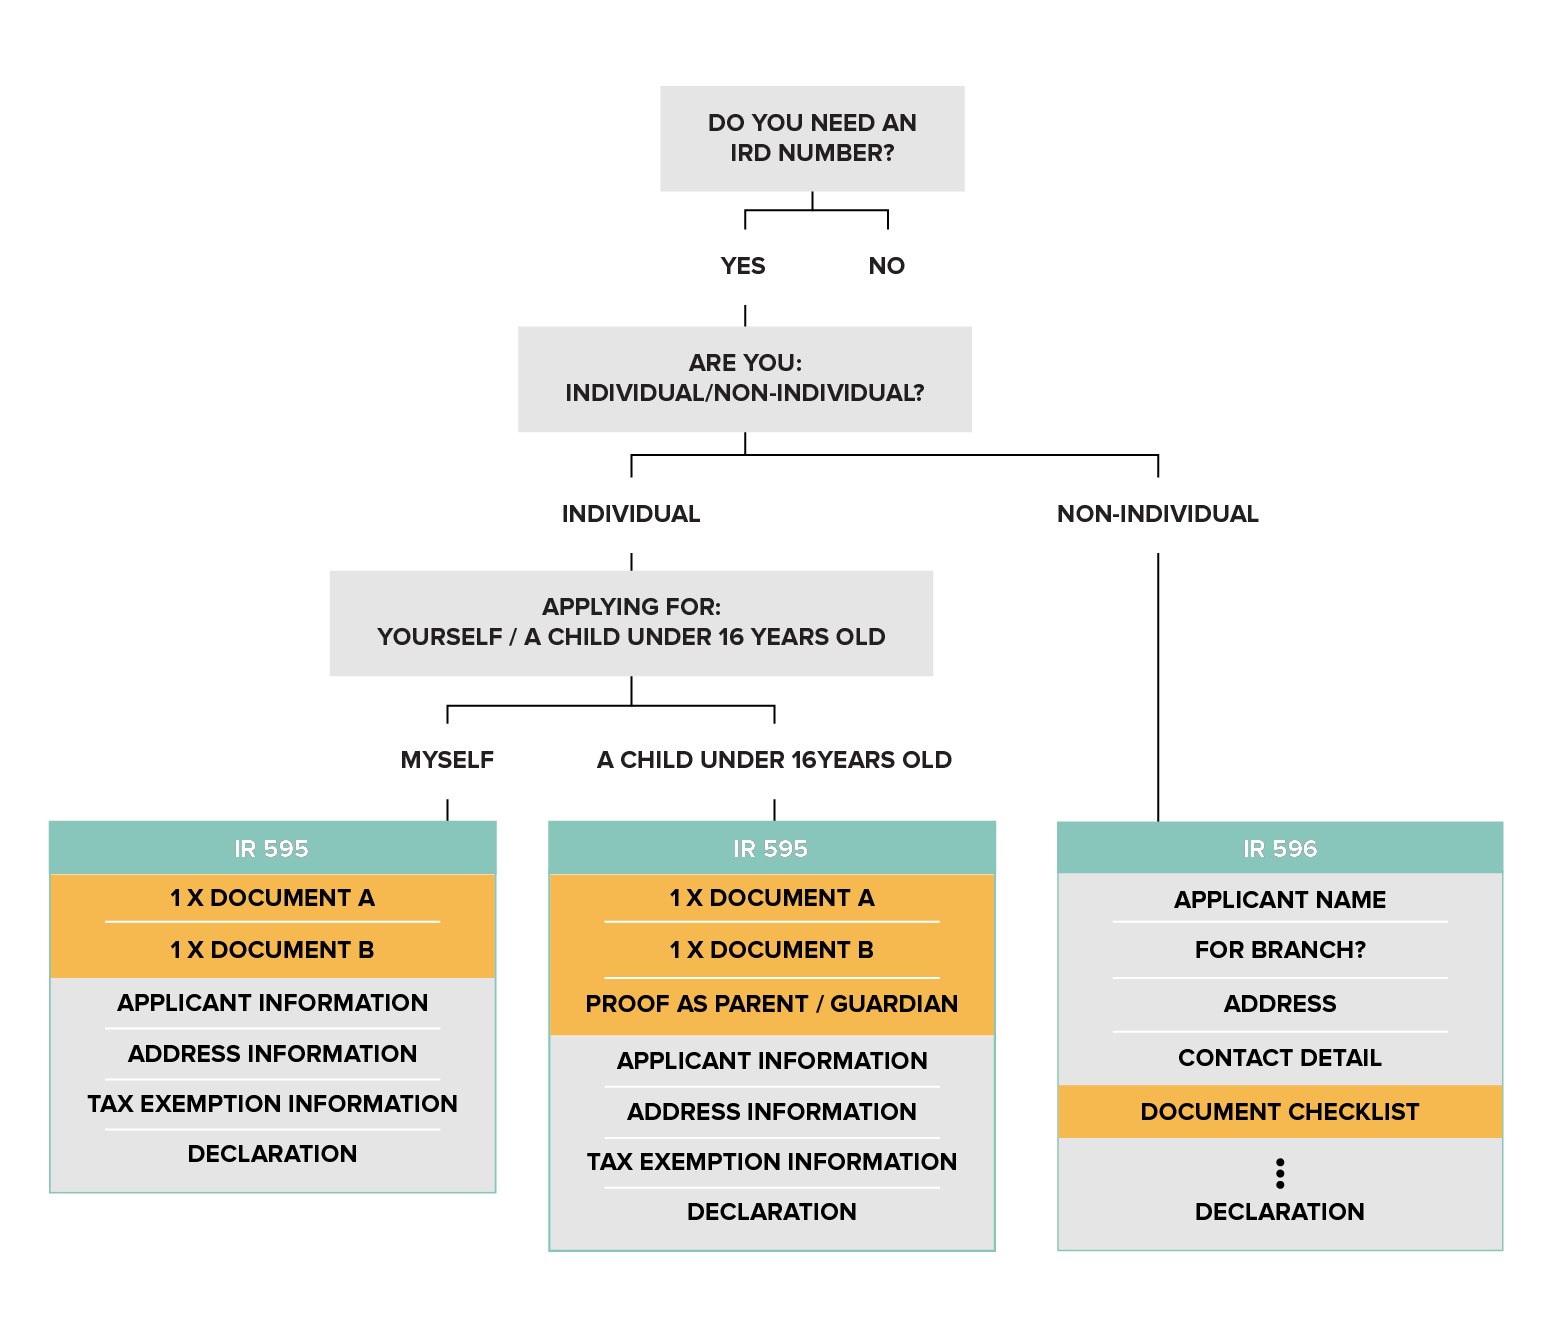 DO YOU NEED AN
IRD NUMBER?
YES
NO
ARE YOU:
INDIVIDUAL/NON-INDIVIDUAL?
INDIVIDUAL
NON-INDIVIDUAL
APPLYING FOR:
YOURSELF / A CHILD UNDER 16 YEARS OLD
MYSELF
A CHILD UNDER 16YEARS OLD
IR 595
1 X DOCUMENT A
1 X DOCUMENT B
APPLICANT INFORMATION
ADDRESS INFORMATION
TAX EXEMPTION INFORMATION
DECLARATION
IR 595
1 X DOCUMENT A
1 X DOCUMENT B
PROOF AS PARENT / GUARDIAN
APPLICANT INFORMATION
ADDRESS INFORMATION
TAX EXEMPTION INFORMATION
DECLARATION
IR 596
APPLICANT NAME
FOR BRANCH?
ADDRESS
CONTACT DETAIL
DOCUMENT CHECKLIST
DECLARATION